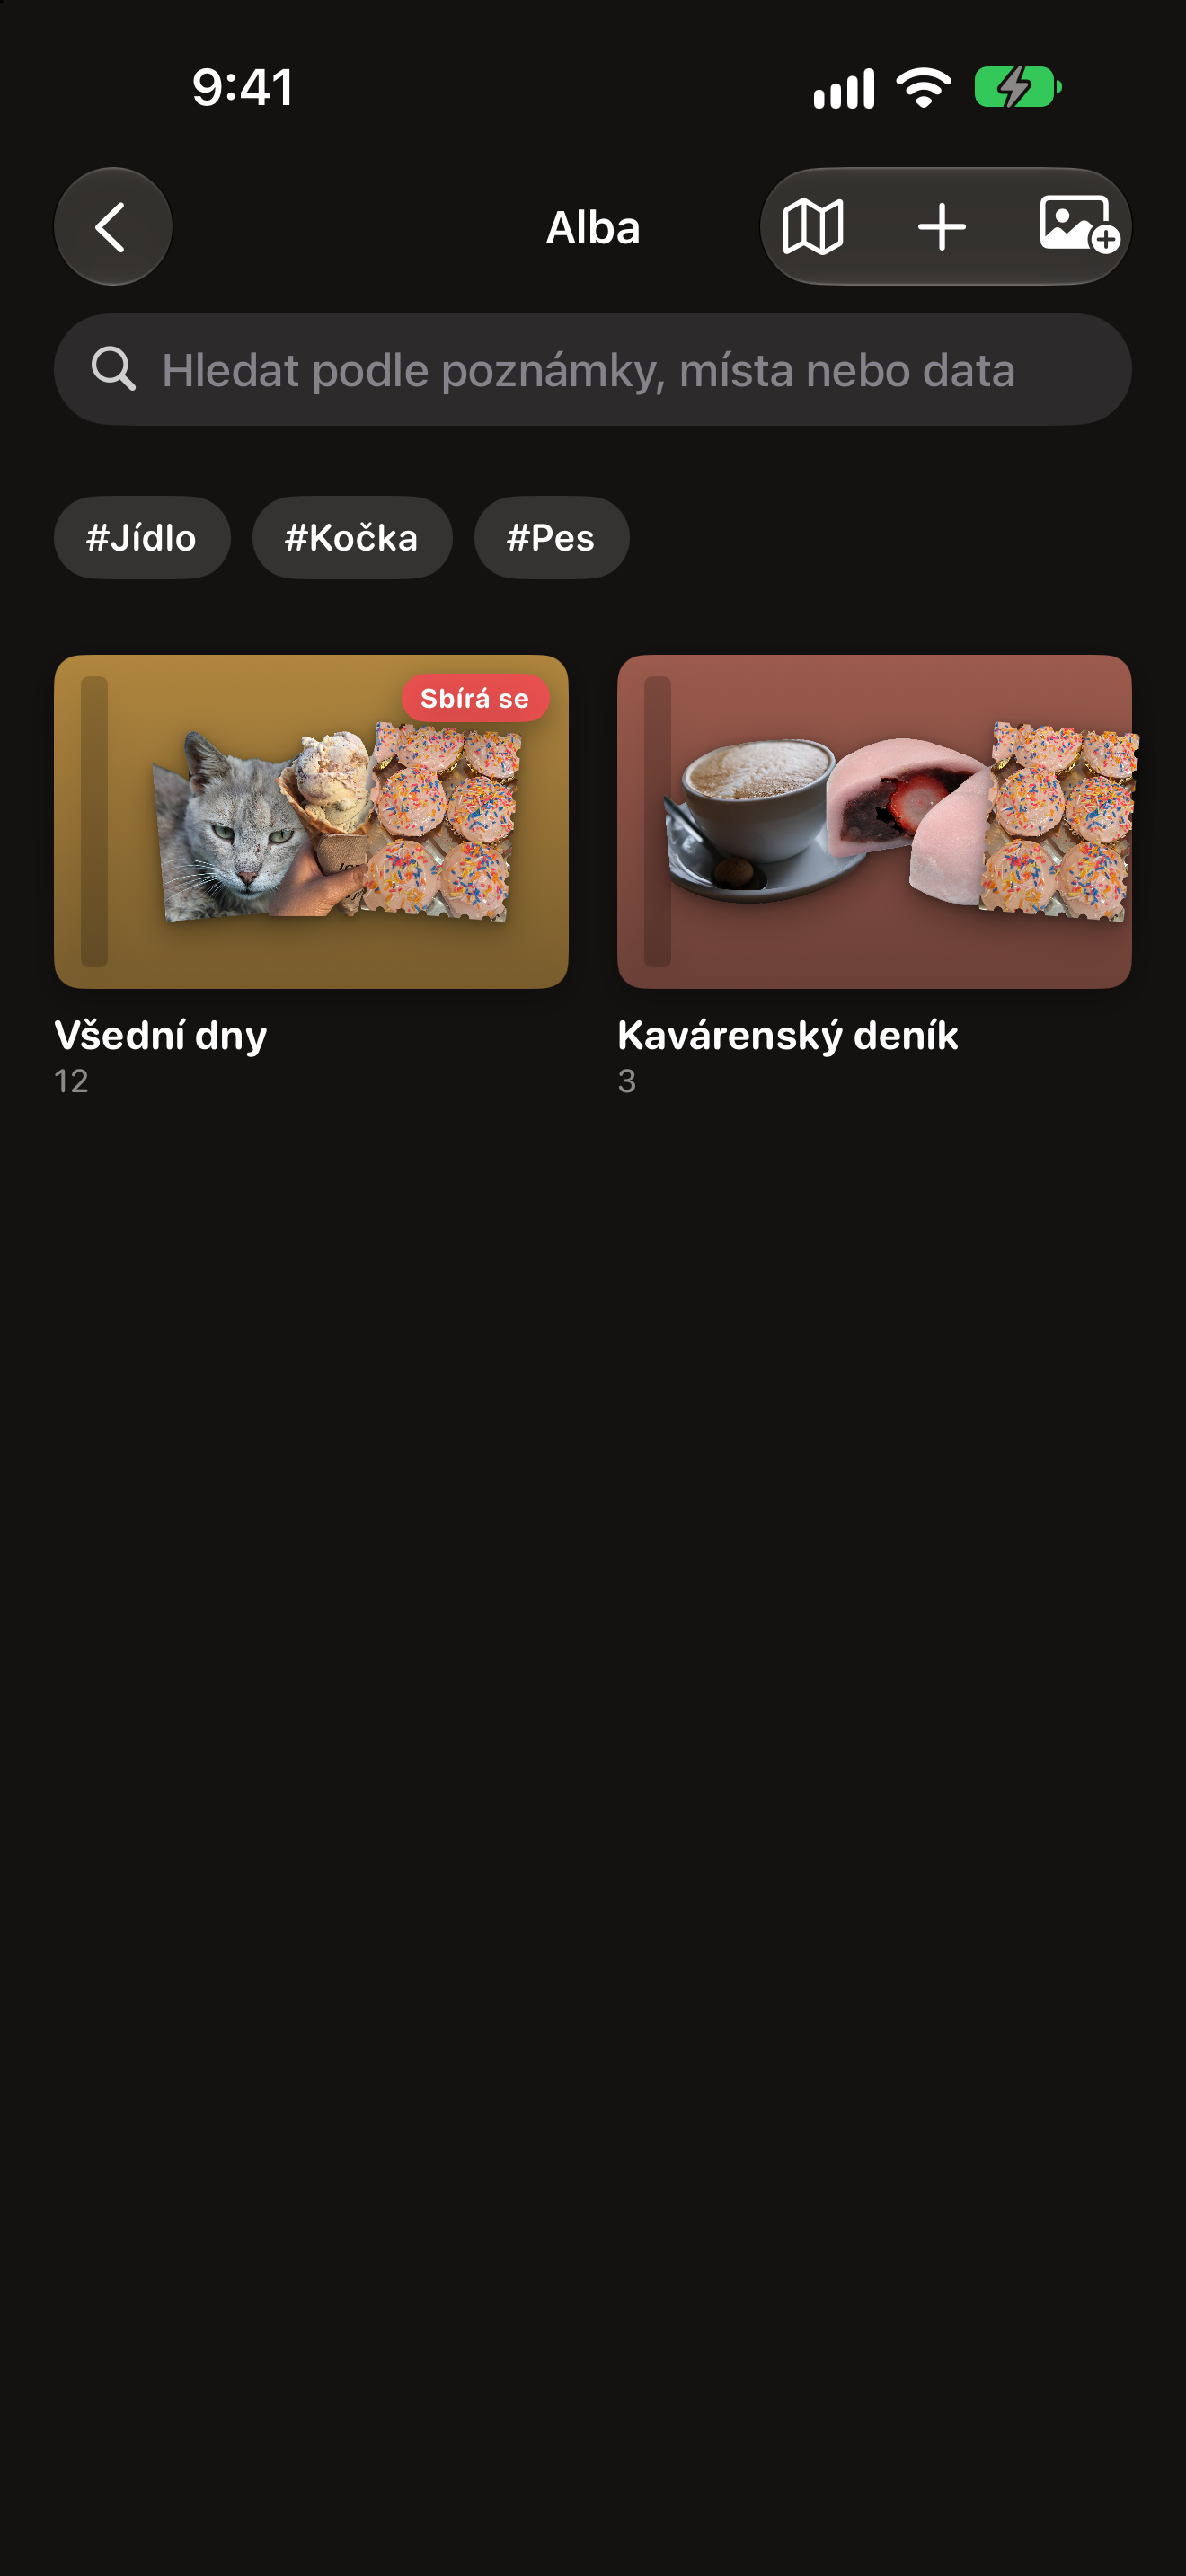 9:41
Alba
Hledat podle poznámky, místa nebo data
#Jídlo #Kočka #Pes
Sbírá se
Všední dny
12
Kavárenský deník
3